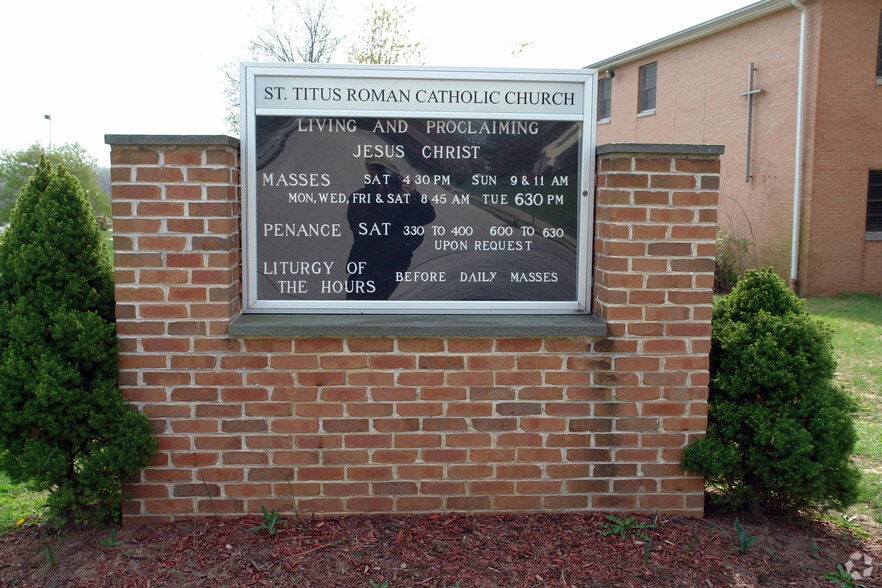 ST. TITUS ROMAN CATHOLIC CHURCH
LIVING AND PROCLAIMING
JESUS CHRIST
MASSES SAT 4 30 PM SUN 9 & 11 AM
MON, WED, FRI & SAT 8 45 AM TUE 630 PM
PENANCE SAT 330 TO 400 600 TO 630
UPON REQUEST
LITURGY OF
THE HOURS BEFORE DAILY MASSES